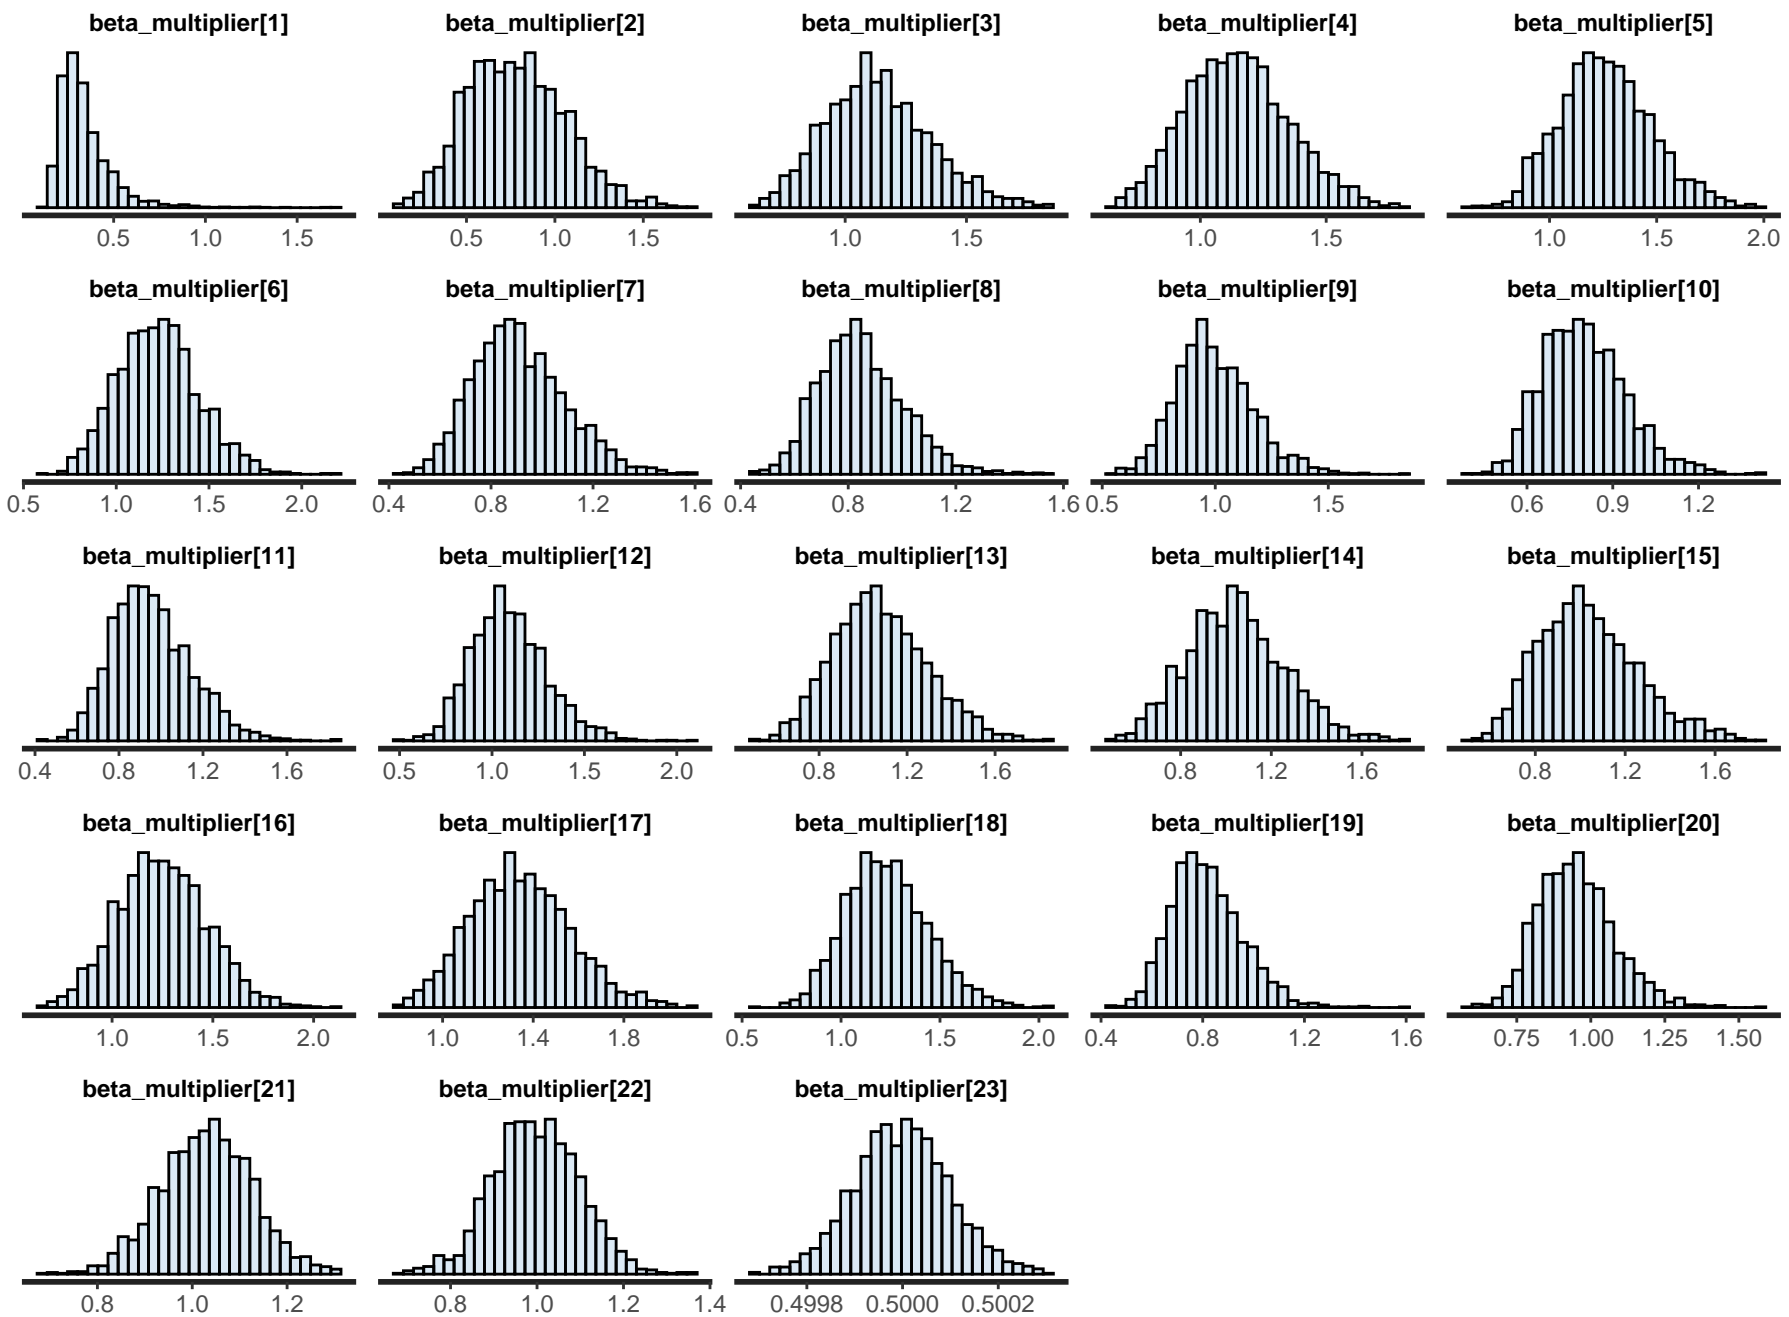 beta_multiplier[1] beta_multiplier[2] beta_multiplier[3] beta_multiplier[4] beta_multiplier[5]
0.5 1.0 1.5 0.5 1.0 1.5 1.0 1.5 1.0 1.5 1.0 1.5 2.0
beta_multiplier[6] beta_multiplier[7] beta_multiplier[8] beta_multiplier[9] beta_multiplier[10]
0.5 1.0 1.5 2.0 0.4 0.8 1.2 1.6 0.4 0.8 1.2 1.6 0.5 1.0 1.5 0.6 0.9 1.2
beta_multiplier[11] beta_multiplier[12] beta_multiplier[13] beta_multiplier[14] beta_multiplier[15]
0.4 0.8 1.2 1.6 0.5 1.0 1.5 2.0 0.8 1.2 1.6 0.8 1.2 1.6 0.8 1.2 1.6
beta_multiplier[16] beta_multiplier[17] beta_multiplier[18] beta_multiplier[19] beta_multiplier[20]
1.0 1.5 2.0 1.0 1.4 1.8 0.5 1.0 1.5 2.0 0.4 0.8 1.2 1.6 0.75 1.00 1.25 1.50
beta_multiplier[21] beta_multiplier[22] beta_multiplier[23]
0.8 1.0 1.2 0.8 1.0 1.2 1.4 0.4998 0.5000 0.5002